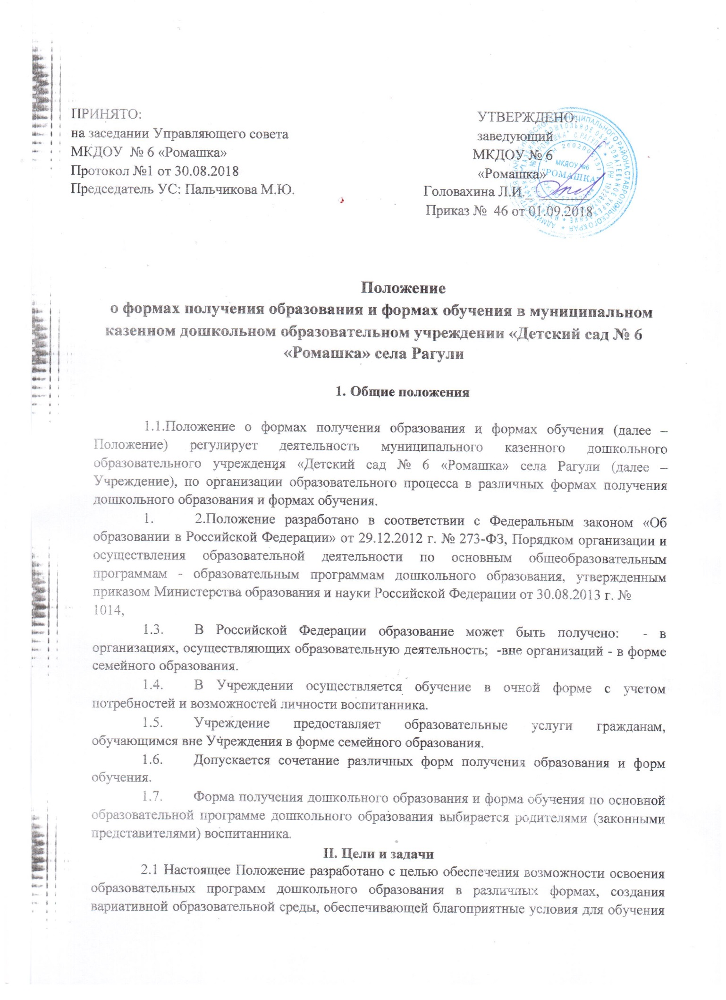 ПРИНЯТО:
на заседании Управляющего совета
МКДОУ № 6 «Ромашка»
Протокол №1 от 30.08.2018
Председатель УС: Пальчикова М.Ю.
УТВЕРЖДЕНО:
заведующий
МКДОУ № 6
«Ромашка»
Головахина Л.И.
Приказ № 46 от 01.09.2018
МКДОУ №6
"РОМАШКА"
Положение
о формах получения образования и формах обучения в муниципальном
казенном дошкольном образовательном учреждении «Детский сад № 6
«Ромашка» села Рагули
1. Общие положения
1.1.Положение о формах получения образования и формах обучения (далее –
Положение) регулирует деятельность муниципального казенного дошкольного
образовательного учреждения «Детский сад № 6 «Ромашка» села Рагули (далее –
Учреждение), по организации образовательного процесса в различных формах получения
дошкольного образования и формах обучения.
1. 2.Положение разработано в соответствии с Федеральным законом «Об
образовании в Российской Федерации» от 29.12.2012 г. № 273-ФЗ, Порядком организации и
осуществления образовательной деятельности по основным общеобразовательным
программам - образовательным программам дошкольного образования, утвержденным
приказом Министерства образования и науки Российской Федерации от 30.08.2013 г. №
1014,
1.3. В Российской Федерации образование может быть получено: - в
организациях, осуществляющих образовательную деятельность; -вне организаций - в форме
семейного образования.
1.4. В Учреждении осуществляется обучение в очной форме с учетом
потребностей и возможностей личности воспитанника.
1.5. Учреждение предоставляет образовательные услуги гражданам,
обучающимся вне Учреждения в форме семейного образования.
1.6. Допускается сочетание различных форм получения образования и форм
обучения.
1.7. Форма получения дошкольного образования и форма обучения по основной
образовательной программе дошкольного образования выбирается родителями (законными
представителями) воспитанника.
II. Цели и задачи
2.1 Настоящее Положение разработано с целью обеспечения возможности освоения
образовательных программ дошкольного образования в различных формах, создания
вариативной образовательной среды, обеспечивающей благоприятные условия для обучения